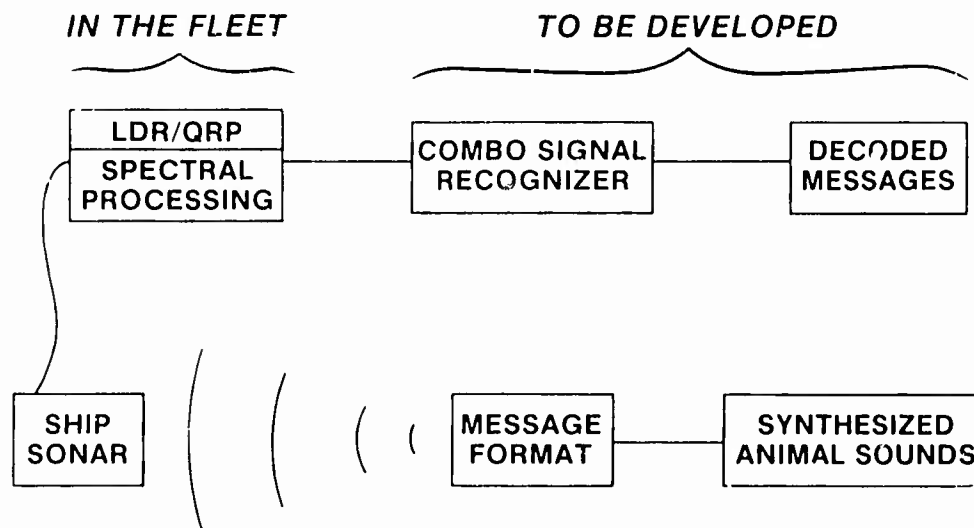 IN THE FLEET
TO BE DEVELOPED
LDR/QRP
SPECTRAL
PROCESSING
COMBO SIGNAL
RECOGNIZER
DECODED
MESSAGES
SHIP
SONAR
MESSAGE
FORMAT
SYNTHESIZED
ANIMAL SOUNDS